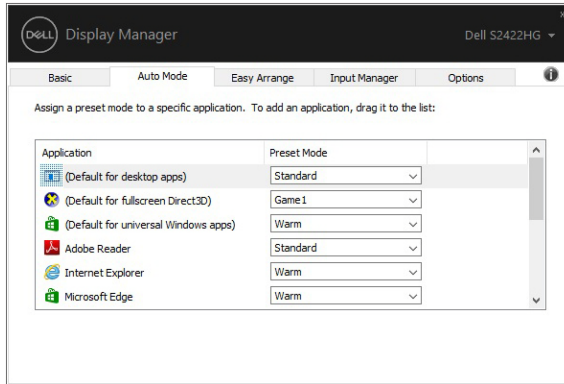 DELL Display Manager Dell S2422HG
Basic Auto Mode Easy Arrange Input Manager Options
Assign a preset mode to a specific application. To add an application, drag it to the list:
Application Preset Mode
(Default for desktop apps) Standard
(Default for fullscreen Direct3D) Game1
(Default for universal Windows apps) Warm
Adobe Reader Standard
Internet Explorer Warm
Microsoft Edge Warm